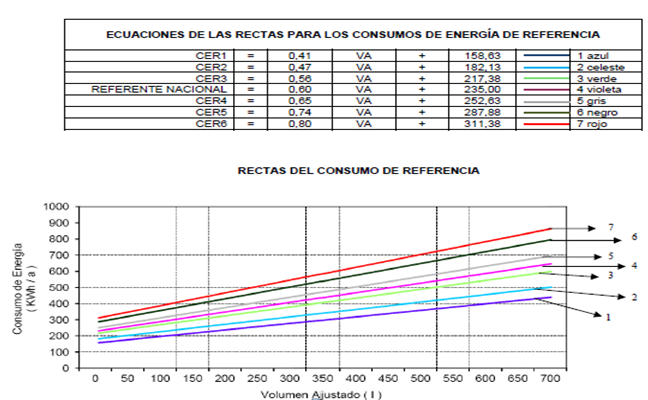 ECUACIONES DE LAS RECTAS PARA LOS CONSUMOS DE ENERGÍA DE REFERENCIA
CER1 = 0,41 VA + 158,63 1 azul
CER2 = 0,47 VA + 182,13 2 celeste
CER3 = 0,56 VA + 217,38 3 verde
REFERENTE NACIONAL = 0,60 VA + 235,00 4 violeta
CER4 = 0,65 VA + 252,63 5 gris
CER5 = 0,74 VA + 287,88 6 negro
CER6 = 0,80 VA + 311,38 7 rojo
RECTAS DEL CONSUMO DE REFERENCIA
Consumo de Energía
( KWh / a )
1000
900
800
700
600
500
400
300
200
100
0
7
6
5
4
3
2
1
0 50 100 150 200 250 300 350 400 450 500 550 600 650 700
Volumen Ajustado ( l )